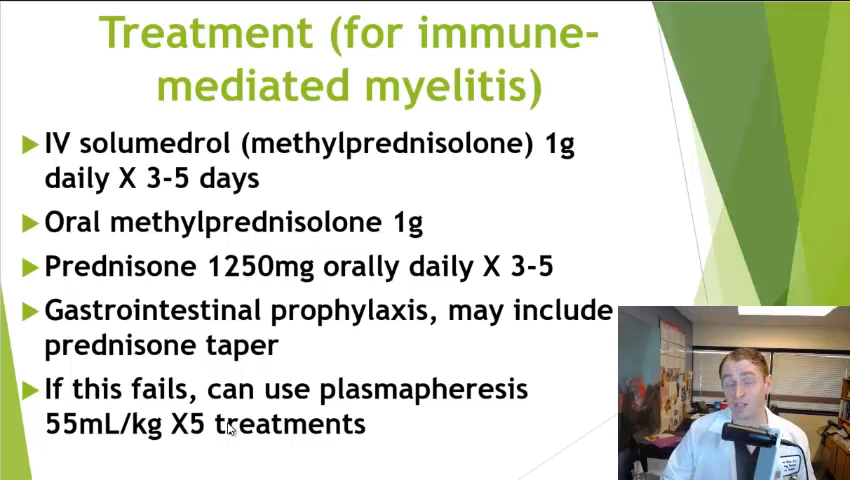 Treatment (for immune-
mediated myelitis)
IV solumedrol (methylprednisolone) 1g
daily X 3-5 days
Oral methylprednisolone 1g
Prednisone 1250mg orally daily X 3-5
Gastrointestinal prophylaxis, may include
prednisone taper
If this fails, can use plasmapheresis
55mL/kg X5 treatments